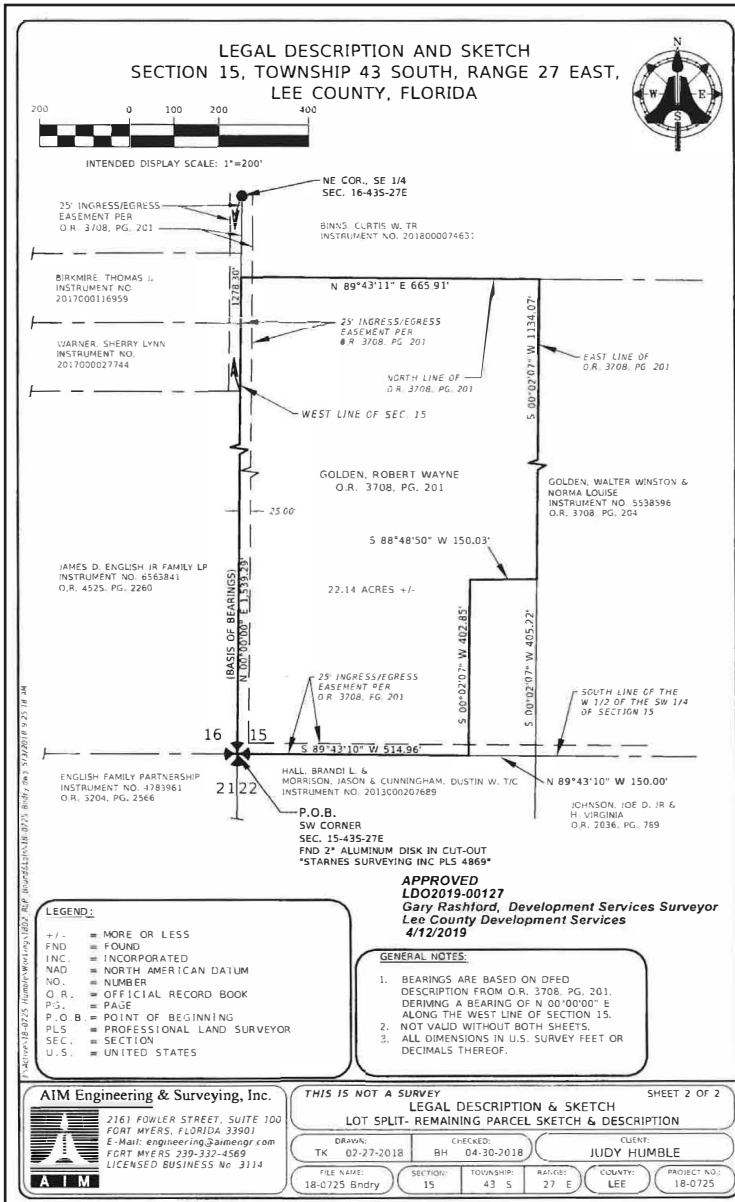 LEGAL DESCRIPTION AND SKETCH
SECTION 15, TOWNSHIP 43 SOUTH, RANGE 27 EAST,
LEE COUNTY, FLORIDA
N
W E
S
200 0 100 200 400
INTENDED DISPLAY SCALE: 1"=200'
NE COR., SE 1/4
SEC. 16-43S-27E
25' INGRESS/EGRESS
EASEMENT PER
O.R. 3708, PG. 201
BINNS, CURTIS W. TR
INSTRUMENT NO. 2018000074631
BIRKMIRE, THOMAS J.
INSTRUMENT NO
2017000116959
1278.30'
N 89°43'11" E 665.91'
25' INGRESS/EGRESS
EASEMENT PER
O.R. 3708, PG. 201
WARNER, SHERRY LYNN
INSTRUMENT NO.
2017000027744
NORTH LINE OF
O.R. 3708, PG. 201
S 00°02'07" W 1134.07'
EAST LINE OF
O.R. 3708, PG 201
WEST LINE OF SEC. 15
GOLDEN, ROBERT WAYNE
O.R. 3708, PG. 201
GOLDEN, WALTER WINSTON &
NORMA LOUISE
INSTRUMENT NO. 5538596
O.R. 3708, PG. 204
25.00'
S 88°48'50" W 150.03'
JAMES D. ENGLISH JR FAMILY LP
INSTRUMENT NO. 6563841
O.R. 4525, PG. 2260
(BASIS OF BEARINGS)
N 00°00'00" E 1,539.29'
22.14 ACRES +/-
S 00°02'07" W 402.85'
S 00°02'07" W 405.22'
25' INGRESS/EGRESS
EASEMENT PER
O.R. 3708, PG. 201
SOUTH LINE OF THE
W 1/2 OF THE SW 1/4
OF SECTION 15
16 15
S 89°43'10" W 514.96'
21 22
ENGLISH FAMILY PARTNERSHIP
INSTRUMENT NO. 4783961
O.R. 3204, PG. 2566
HALL, BRANDI L. &
MORRISON, JASON & CUNNINGHAM, DUSTIN W. T/C
INSTRUMENT NO. 2013000207689
N 89°43'10" W 150.00'
JOHNSON, JOE D. JR &
H. VIRGINIA
O.R. 2036, PG. 769
P.O.B.
SW CORNER
SEC. 15-43S-27E
FND 2" ALUMINUM DISK IN CUT-OUT
"STARNES SURVEYING INC PLS 4869"
APPROVED
LDO2019-00127
Gary Rashford, Development Services Surveyor
Lee County Development Services
4/12/2019
LEGEND:
+/- = MORE OR LESS
FND = FOUND
INC. = INCORPORATED
NAD = NORTH AMERICAN DATUM
NO. = NUMBER
O.R. = OFFICIAL RECORD BOOK
PG. = PAGE
P.O.B. = POINT OF BEGINNING
PLS = PROFESSIONAL LAND SURVEYOR
SEC. = SECTION
U.S. = UNITED STATES
GENERAL NOTES:
1. BEARINGS ARE BASED ON DEED
DESCRIPTION FROM O.R. 3708, PG. 201,
DERIVING A BEARING OF N 00°00'00" E
ALONG THE WEST LINE OF SECTION 15.
2. NOT VALID WITHOUT BOTH SHEETS.
3. ALL DIMENSIONS IN U.S. SURVEY FEET OR
DECIMALS THEREOF.
AIM Engineering & Surveying, Inc.
AIM
2161 FOWLER STREET, SUITE 100
FORT MYERS, FLORIDA 33901
E-Mail: engineering@aimengr.com
FORT MYERS 239-332-4569
LICENSED BUSINESS No. 3114
THIS IS NOT A SURVEY SHEET 2 OF 2
LEGAL DESCRIPTION & SKETCH
LOT SPLIT- REMAINING PARCEL SKETCH & DESCRIPTION
DRAWN: TK 02-27-2018
CHECKED: BH 04-30-2018
CLIENT: JUDY HUMBLE
FILE NAME: 18-0725 Bndry
SECTION: 15
TOWNSHIP: 43 S
RANGE: 27 E
COUNTY: LEE
PROJECT NO.: 18-0725